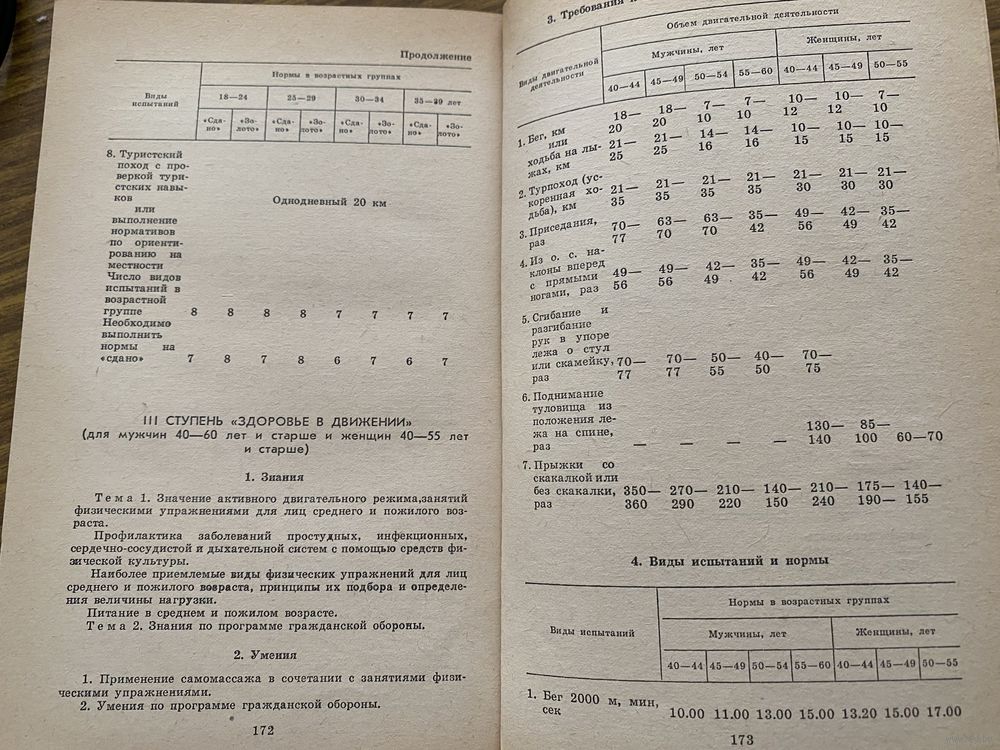 Продолжение
Виды испытаний
Нормы в возрастных группах
18—24 25—29 30—34 35—39 лет
«Сда-но» «Зо-лото» «Сда-но» «Зо-лото» «Сда-но» «Зо-лото» «Сда-но» «Зо-лото»
8. Туристский
поход с про-
веркой тури-
стских навы-
ков Однодневный 20 км
или
выполнение
нормативов
по ориенти-
рованию на
местности
Число видов
испытаний в
возрастной
группе 8 8 8 8 7 7 7 7
Необходимо
выполнить
нормы на
«сдано» 7 8 7 8 6 7 6 7
III СТУПЕНЬ «ЗДОРОВЬЕ В ДВИЖЕНИИ»
(для мужчин 40—60 лет и старше и женщин 40—55 лет
и старше)
1. Знания
Тема 1. Значение активного двигательного режима,занятий
физическими упражнениями для лиц среднего и пожилого воз-
раста.
Профилактика заболеваний простудных, инфекционных,
сердечно-сосудистой и дыхательной систем с помощью средств фи-
зической культуры.
Наиболее приемлемые виды физических упражнений для лиц
среднего и пожилого возраста, принципы их подбора и определе-
ния величины нагрузки.
Питание в среднем и пожилом возрасте.
Тема 2. Знания по программе гражданской обороны.
2. Умения
1. Применение самомассажа в сочетании с занятиями физи-
ческими упражнениями.
2. Умения по программе гражданской обороны.
172
3. Требования к
Виды двигательной
деятельности
Объем двигательной деятельности
Мужчины, лет Женщины, лет
40—44 45—49 50—54 55—60 40—44 45—49 50—55
1. Бег, км 18— 18— 7— 7— 10— 10— 7—
или 20 20 10 10 12 12 10
ходьба на лы- 21— 21— 14— 14— 10— 10— 10—
жах, км 25 25 16 16 15 15 15
2. Турпоход (ус-
коренная хо- 21— 21— 21— 21— 21— 21— 21—
дьба), км 35 35 35 35 30 30 30
3. Приседания, 70— 63— 63— 35— 49— 42— 35—
раз 77 70 70 42 56 49 42
4. Из о. с. на-
клоны вперед
с прямыми 49— 49— 42— 35— 49— 42— 35—
ногами, раз 56 56 49 42 56 49 42
5. Сгибание и
разгибание
рук в упоре
лежа о стул
или скамейку, 70— 70— 50— 40— 70—
раз 77 77 55 50 75
6. Поднимание
туловища из
положения ле-
жа на спине, 130— 85—
раз — — — — 140 100 60—70
7. Прыжки со
скакалкой или
без скакалки, 350— 270— 210— 140— 210— 175— 140—
раз 360 290 220 150 240 190— 155
4. Виды испытаний и нормы
Виды испытаний
Нормы в возрастных группах
Мужчины, лет Женщины, лет
40—44 45—49 50—54 55—60 40—44 45—49 50—55
1. Бег 2000 м, мин,
сек 10.00 11.00 13.00 15.00 13.20 15.00 17.00
173